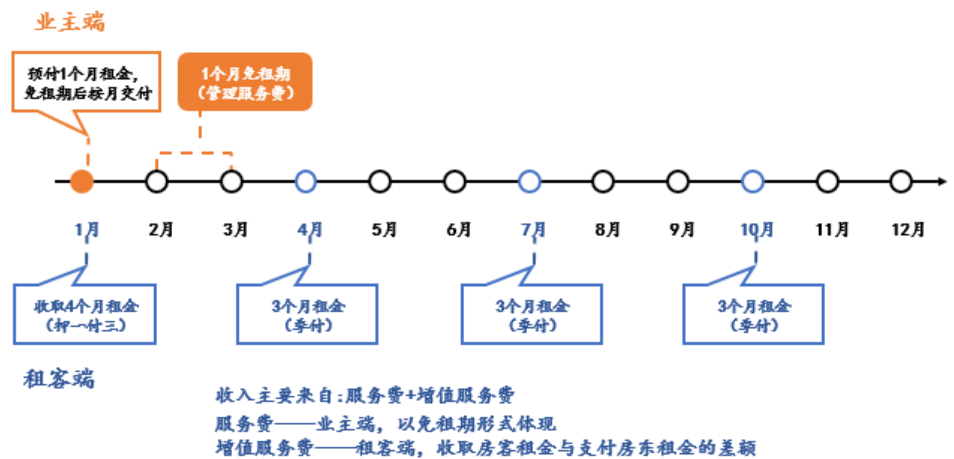 业主端
预付1个月租金，
免租期后按月交付
1个月免租期
（管理服务费）
1月 2月 3月 4月 5月 6月 7月 8月 9月 10月 11月 12月
收取4个月租金
（押一付三）
3个月租金
（季付）
3个月租金
（季付）
3个月租金
（季付）
租客端
收入主要来自:服务费+增值服务费
服务费——业主端，以免租期形式体现
增值服务费——租客端，收取房客租金与支付房东租金的差额